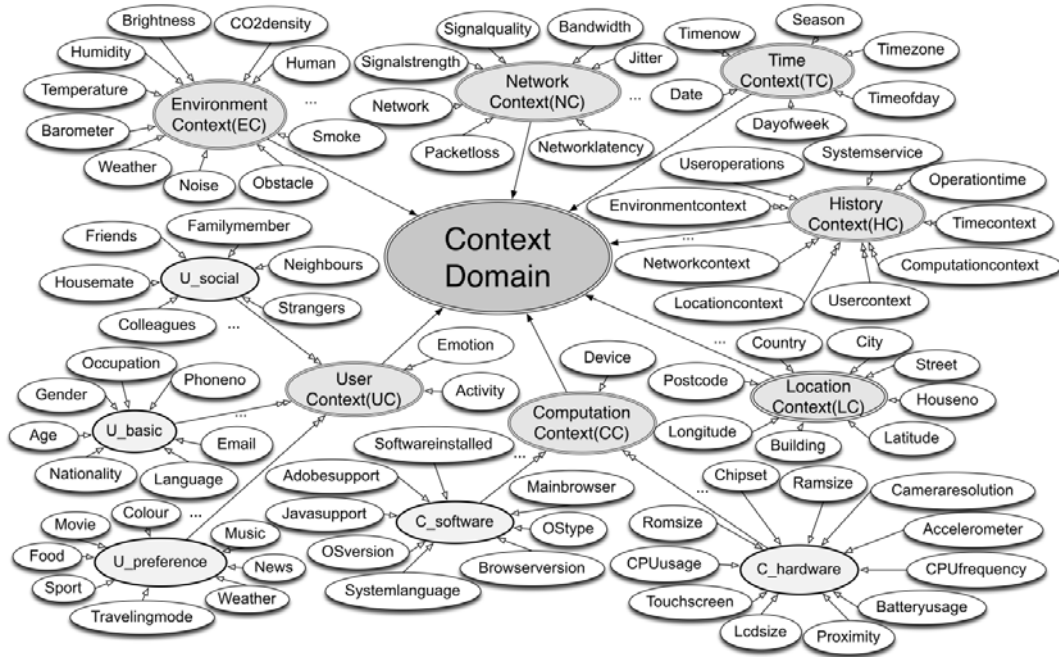 Brightness
CO2density
Humidity
Human
Temperature
Environment
Context(EC)
...
Barometer
Smoke
Weather
Noise
Obstacle
Signalquality
Bandwidth
Signalstrength
Jitter
Network
Network
Context(NC)
...
Packetloss
Networklatency
Timenow
Season
Time
Context(TC)
Timezone
Date
Timeofday
Dayofweek
Useroperations
Systemservice
Operationtime
Environmentcontext
History
Context(HC)
Timecontext
...
Networkcontext
Computationcontext
Locationcontext
Usercontext
Context
Domain
Friends
Familymember
Housemate
U_social
Neighbours
Colleagues
...
Strangers
Occupation
Gender
Phoneno
Age
U_basic
Email
Nationality
Language
...
User
Context(UC)
Emotion
Activity
Colour
...
Movie
Music
Food
U_preference
News
Sport
Weather
Travelingmode
Device
Computation
Context(CC)
Softwareinstalled
...
Adobesupport
Mainbrowser
Javasupport
C_software
OStype
OSversion
Browserversion
Systemlanguage
...
Country
City
Street
Postcode
Location
Context(LC)
Houseno
Longitude
Building
Latitude
...
Chipset
Ramsize
Cameraresolution
Romsize
Accelerometer
CPUusage
C_hardware
CPUfrequency
Touchscreen
Batteryusage
Lcdsize
Proximity